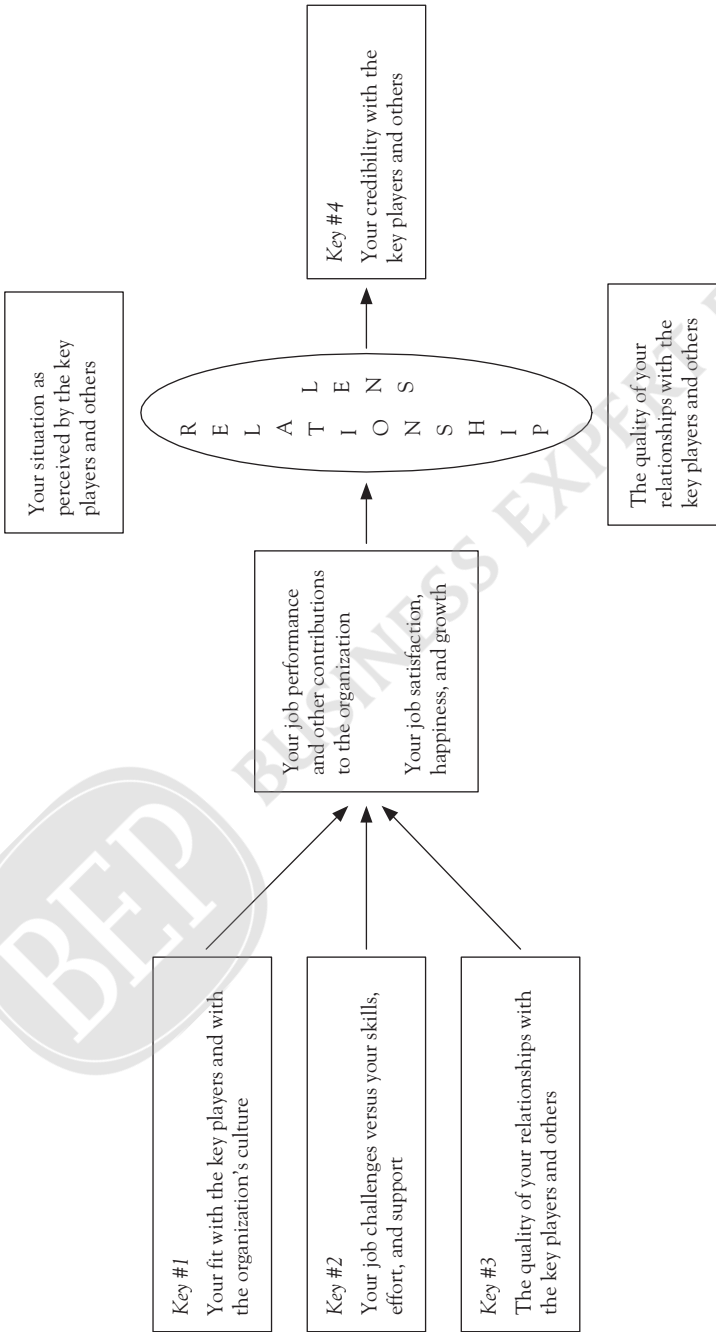 Key #1
Your fit with the key players and with
the organization's culture
Key #2
Your job challenges versus your skills,
effort, and support
Key #3
The quality of your relationships with
the key players and others
Your job performance
and other contributions
to the organization
Your job satisfaction,
happiness, and growth
Your situation as
perceived by the key
players and others
RELATIONSHIP
LENS
The quality of your
relationships with the
key players and others
Key #4
Your credibility with the
key players and others
BEP
BUSINESS EXPERT